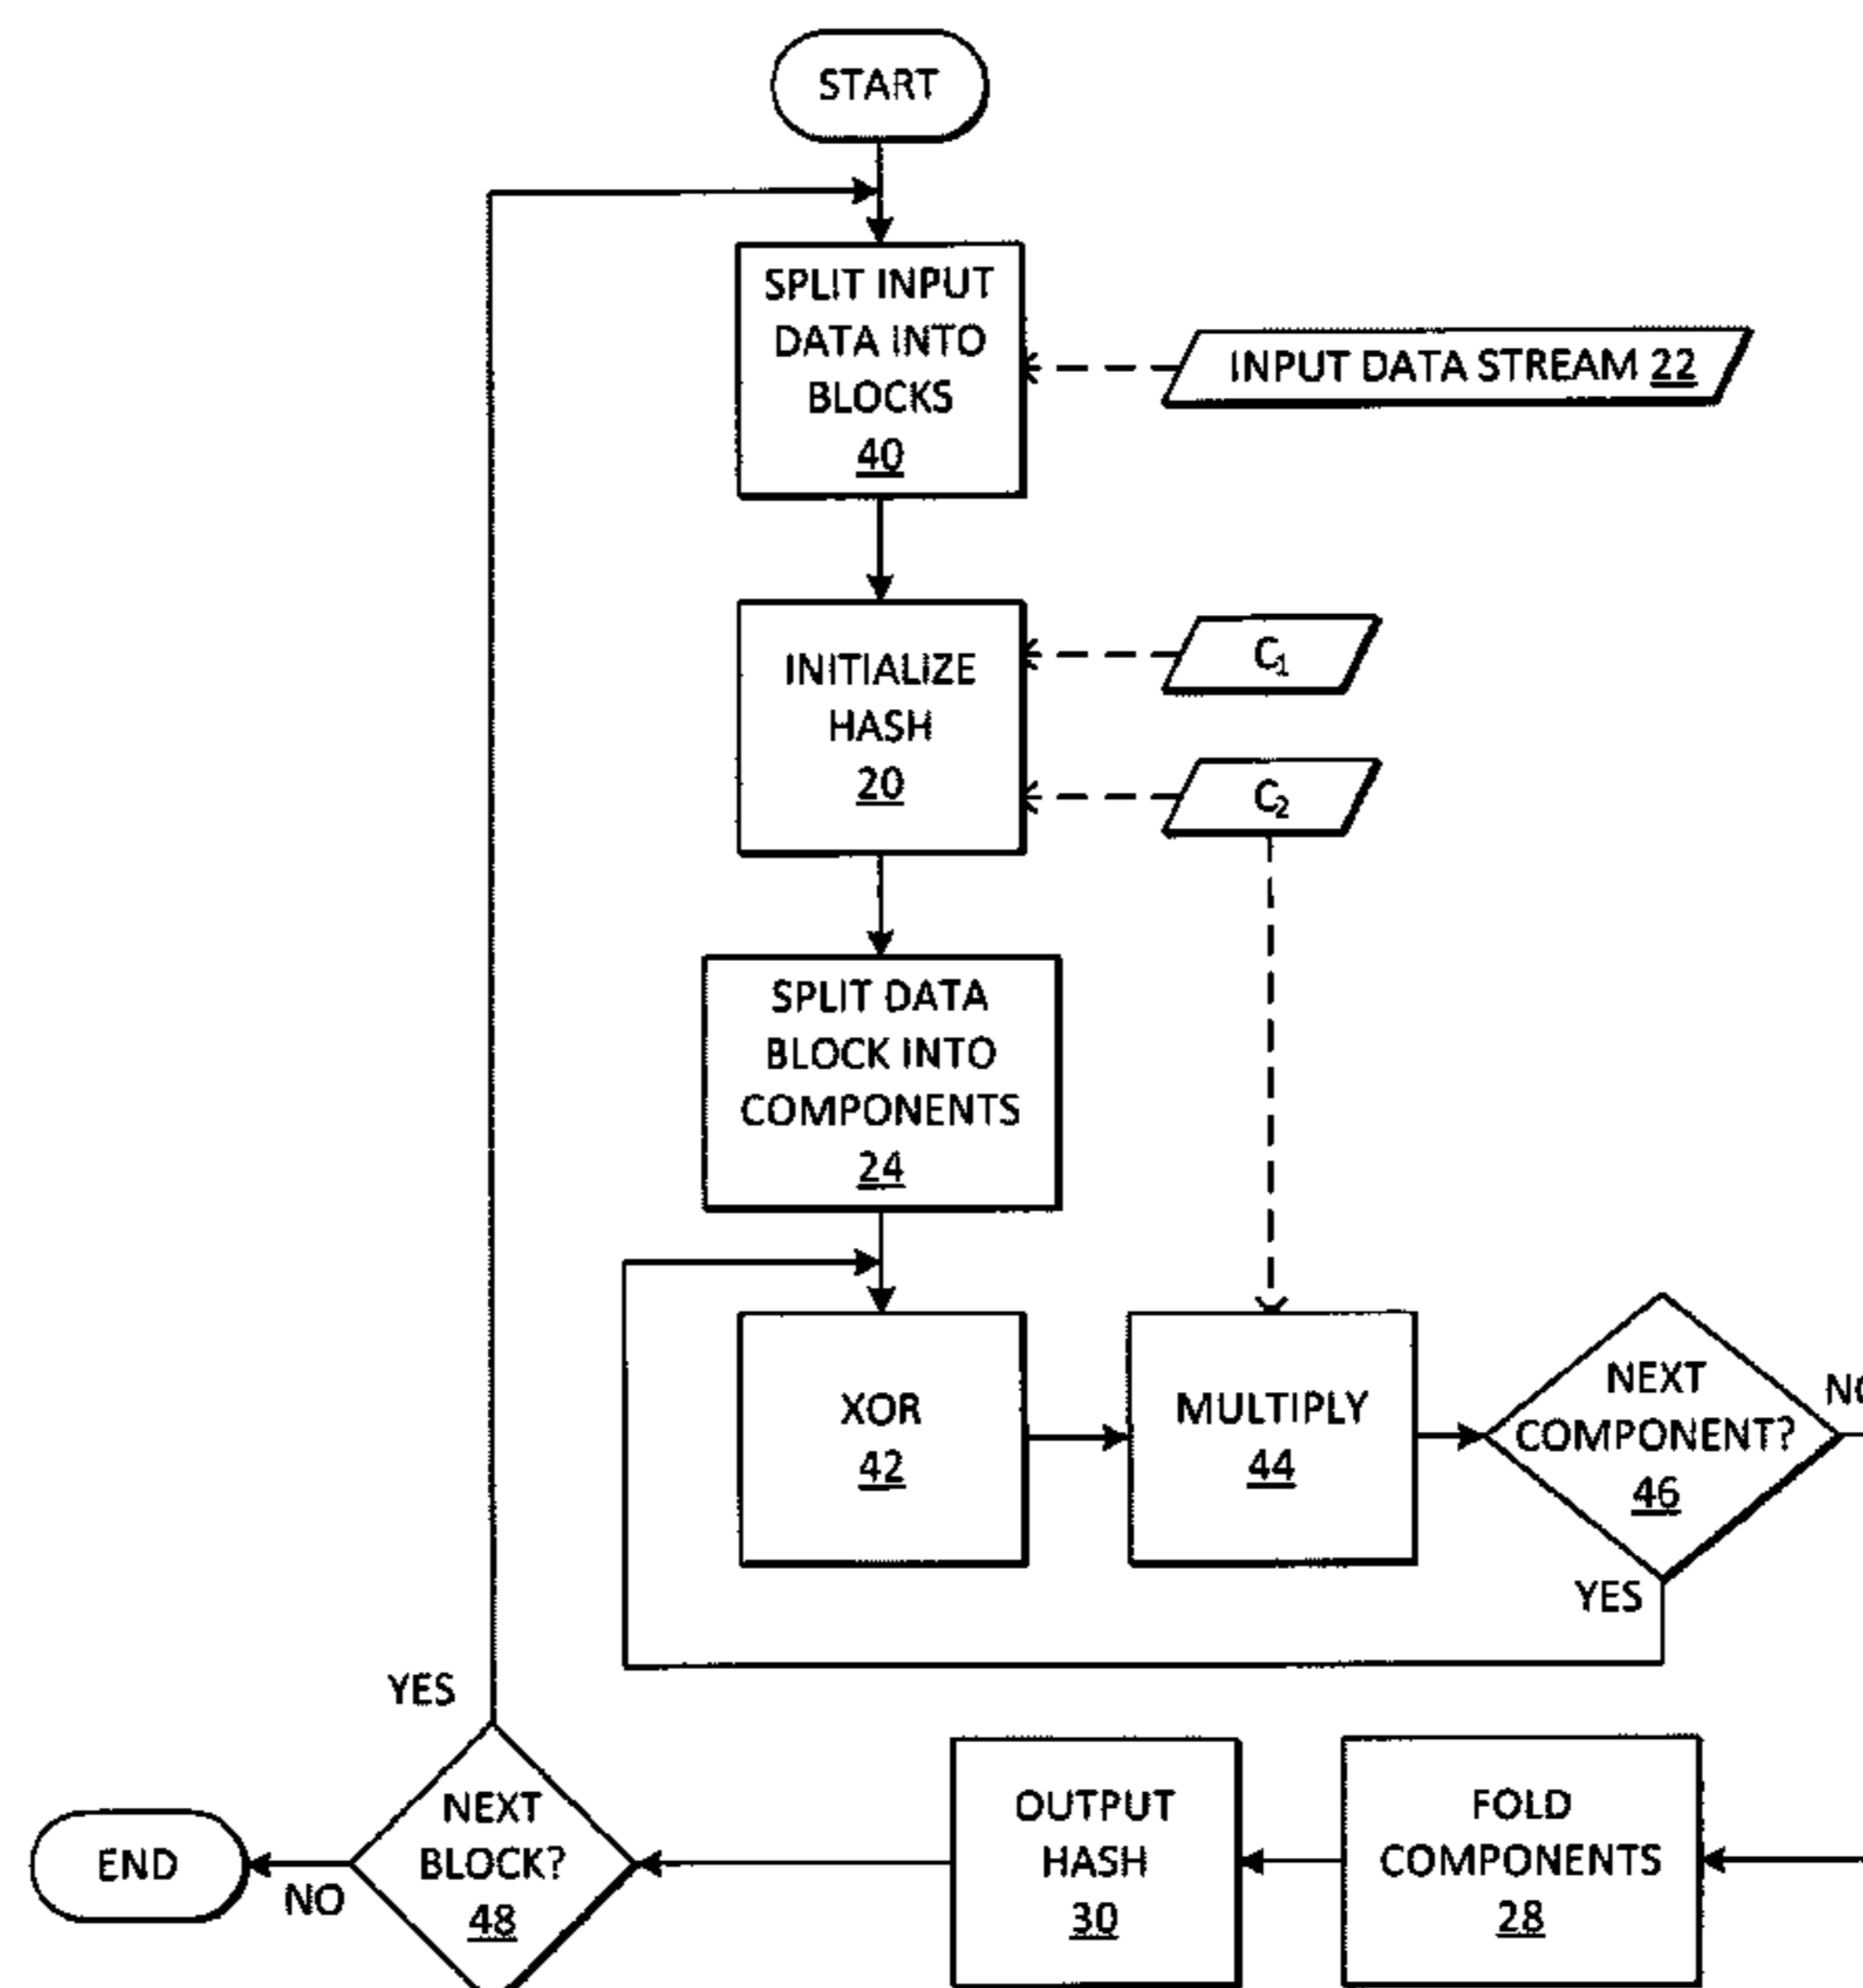 START
SPLIT INPUT
DATA INTO
BLOCKS
40
INPUT DATA STREAM 22
INITIALIZE
HASH
20
C₁
C₂
SPLIT DATA
BLOCK INTO
COMPONENTS
24
XOR
42
MULTIPLY
44
NEXT
COMPONENT?
46
NO
YES
YES
NEXT
BLOCK?
48
NO
END
OUTPUT
HASH
30
FOLD
COMPONENTS
28